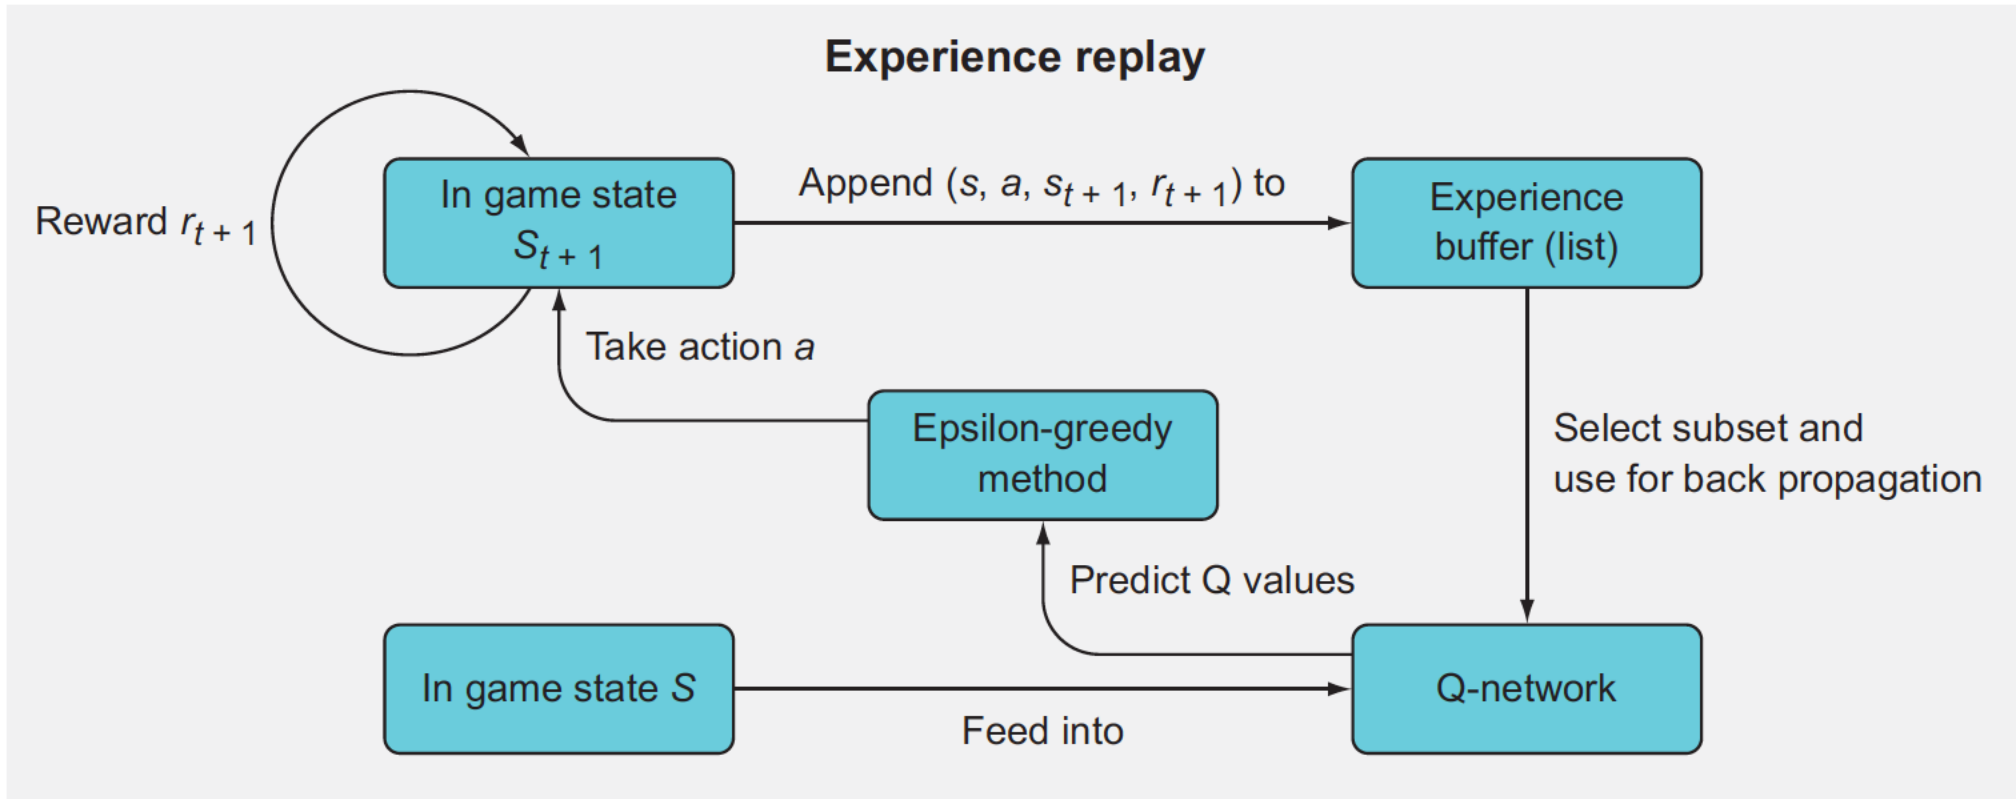 Experience replay
Reward r_{t + 1}
In game state
S_{t + 1}
Append (s, a, s_{t + 1}, r_{t + 1}) to
Experience
buffer (list)
Take action a
Epsilon-greedy
method
Select subset and
use for back propagation
Predict Q values
In game state S
Feed into
Q-network